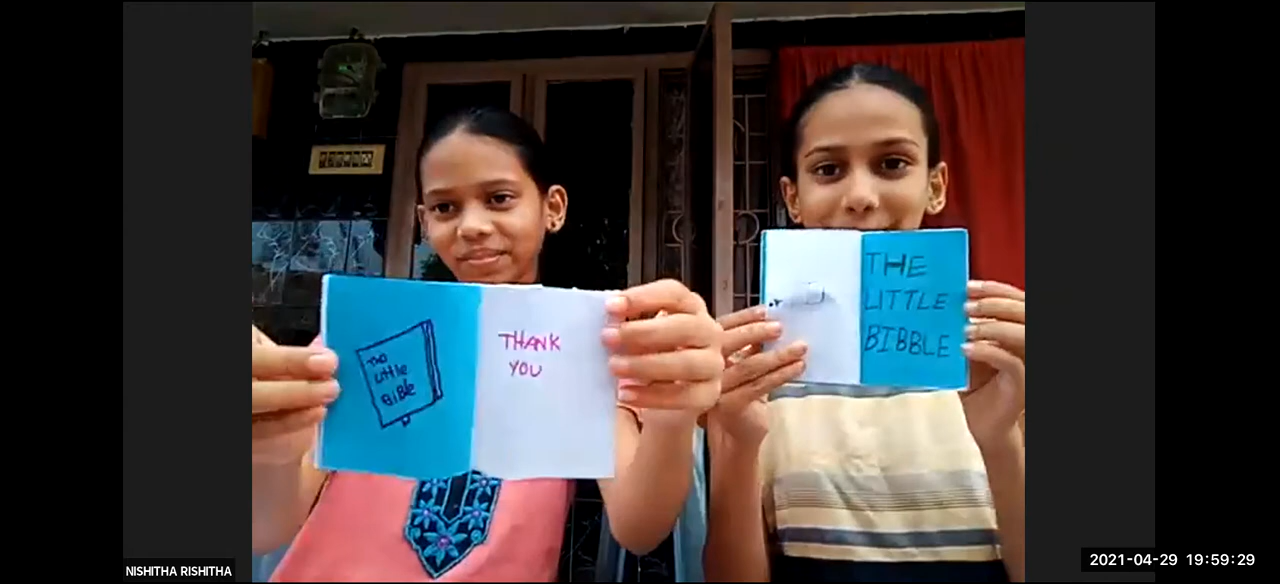 THE
LITTLE
BIBLE
THANK
YOU
THE
LITTLE
BIBBLE
NISHITHA RISHITHA
2021-04-29 19:59:29